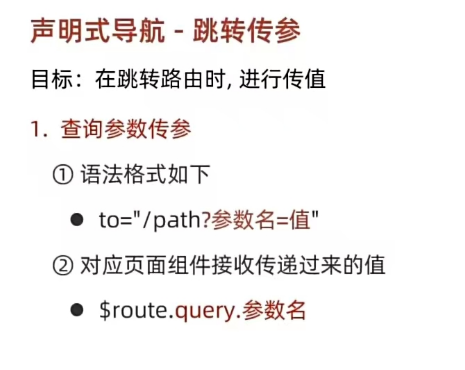 声明式导航 - 跳转传参
目标：在跳转路由时, 进行传值
1. 查询参数传参
① 语法格式如下
● to="/path?参数名=值"
② 对应页面组件接收传递过来的值
● $route.query.参数名